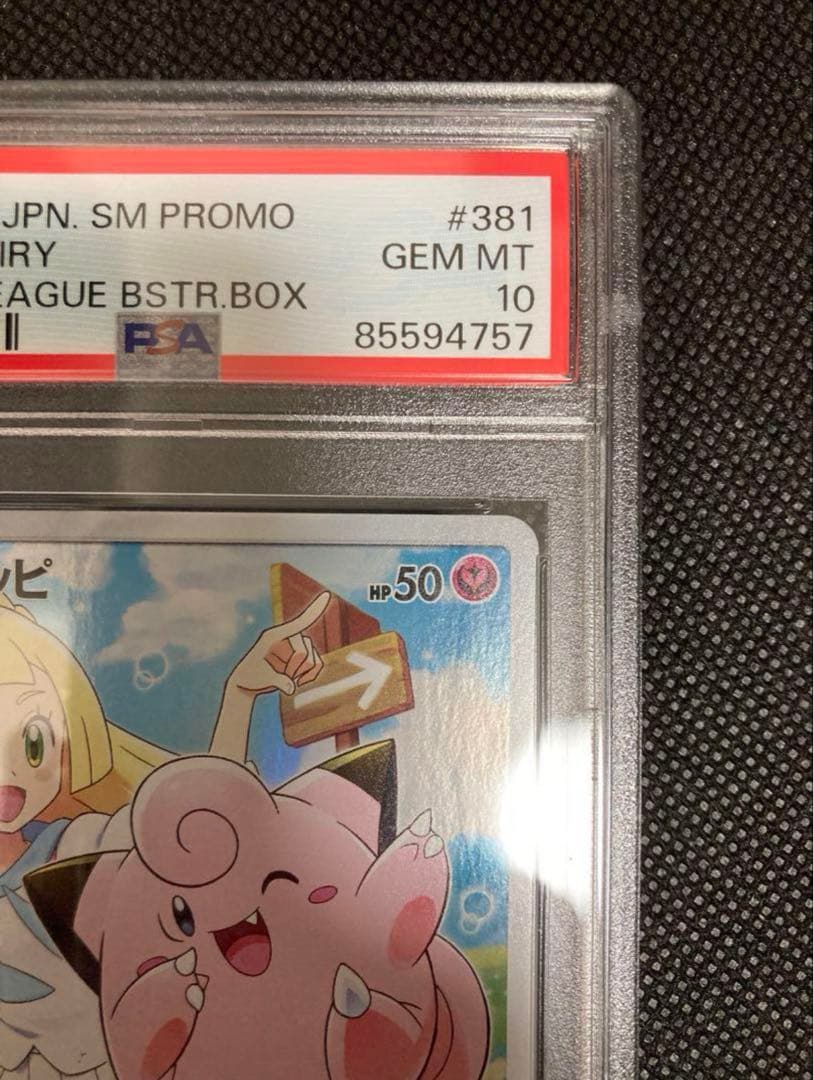 JPN. SM PROMO #381
IRY GEM MT
EAGUE BSTR.BOX 10
PSA 85594757
ッピ HP50